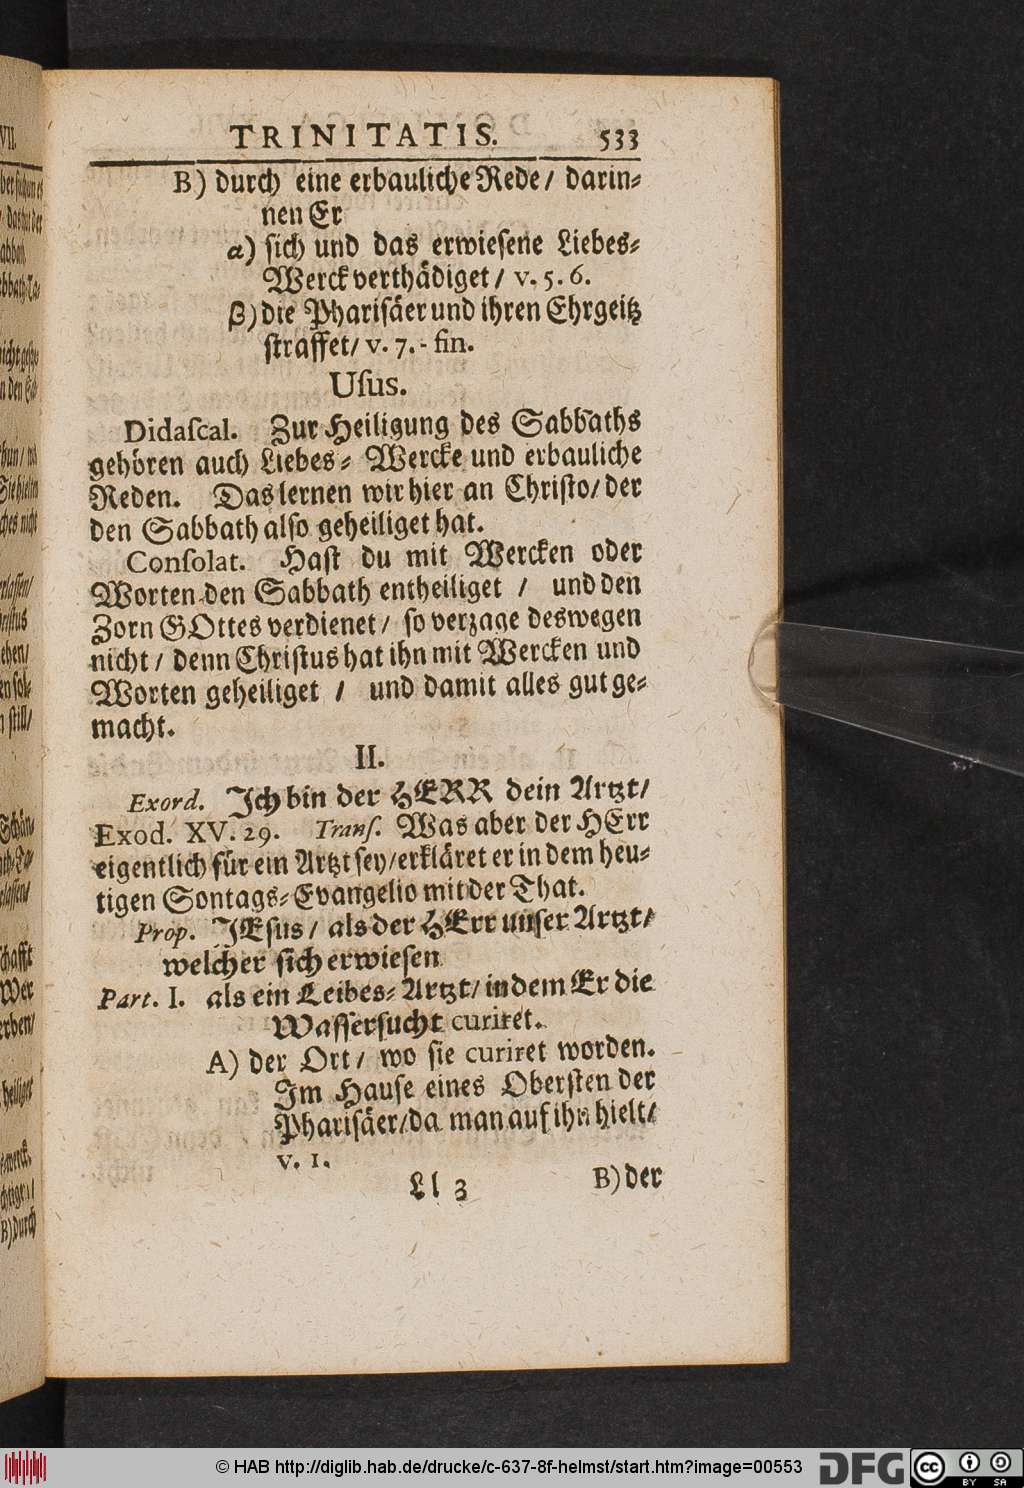 TRINITATIS. 533
B) durch eine erbauliche Rede/ darin-
nen Er
α) sich und das erwiesene Liebes-
Werck verthädiget/ v. 5. 6.
β) die Pharisäer und ihren Ehrgeitz
straffet/ v. 7. - fin.
Usus.
Didascal. Zur Heiligung des Sabbaths
gehören auch Liebes-Wercke und erbauliche
Reden. Das lernen wir hier an Christo/ der
den Sabbath also geheiliget hat.
Consolat. Hast du mit Wercken oder
Worten den Sabbath entheiliget / und den
Zorn GOttes verdienet/ so verzage deswegen
nicht/ denn Christus hat ihn mit Wercken und
Worten geheiliget / und damit alles gut ge-
macht.
II.
Exord. Ich bin der HERR dein Artzt/
Exod. XV. 29. Trans. Was aber der HErr
eigentlich für ein Artzt sey/ erkläret er in dem heu-
tigen Sontags-Evangelio mit der That.
Prop. JEsus/ als der HErr unser Artzt/
welcher sich erwiesen
Part. I. als ein Leibes-Artzt/ indem Er die
Wassersucht curiret.
A) der Ort/ wo sie curiret worden.
Im Hause eines Obersten der
Pharisäer/ da man auf ihn hielt/
v. 1.
Ll 3 B) der
© HAB http://diglib.hab.de/drucke/c-637-8f-helmst/start.htm?image=00553 DFG cc BY SA